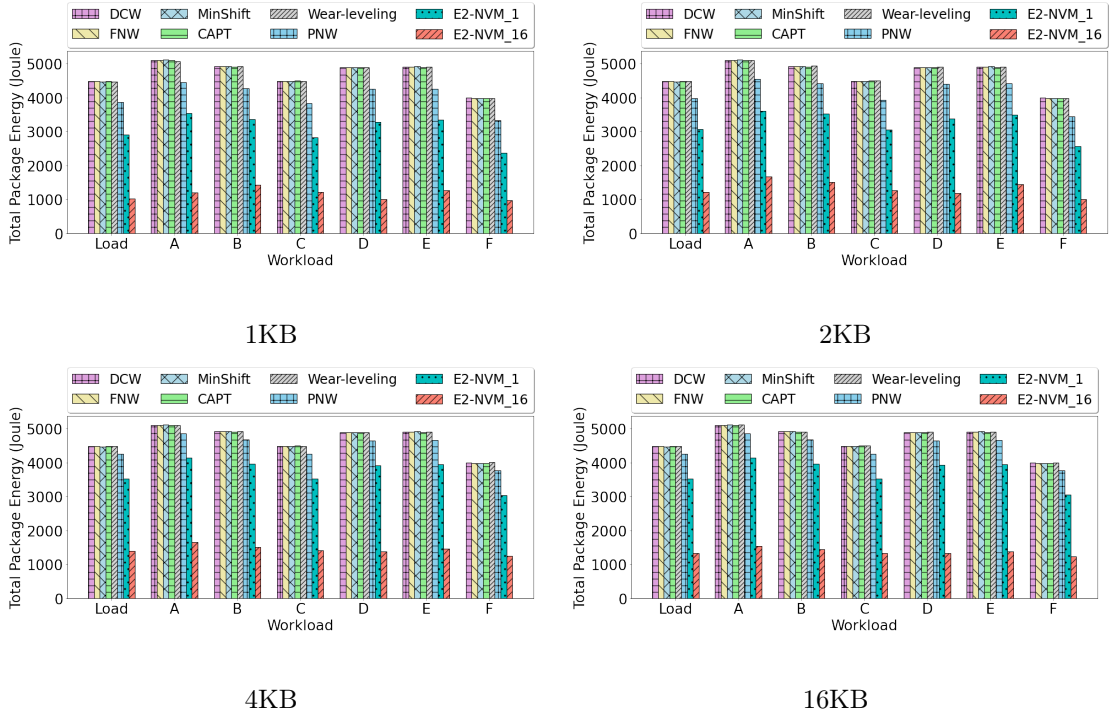 DCW MinShift Wear-leveling E2-NVM_1
FNW CAPT PNW E2-NVM_16
Total Package Energy (Joule)
5000
4000
3000
2000
1000
0
Load A B C D E F
Workload
1KB
DCW MinShift Wear-leveling E2-NVM_1
FNW CAPT PNW E2-NVM_16
Total Package Energy (Joule)
5000
4000
3000
2000
1000
0
Load A B C D E F
Workload
2KB
DCW MinShift Wear-leveling E2-NVM_1
FNW CAPT PNW E2-NVM_16
Total Package Energy (Joule)
5000
4000
3000
2000
1000
0
Load A B C D E F
Workload
4KB
DCW MinShift Wear-leveling E2-NVM_1
FNW CAPT PNW E2-NVM_16
Total Package Energy (Joule)
5000
4000
3000
2000
1000
0
Load A B C D E F
Workload
16KB